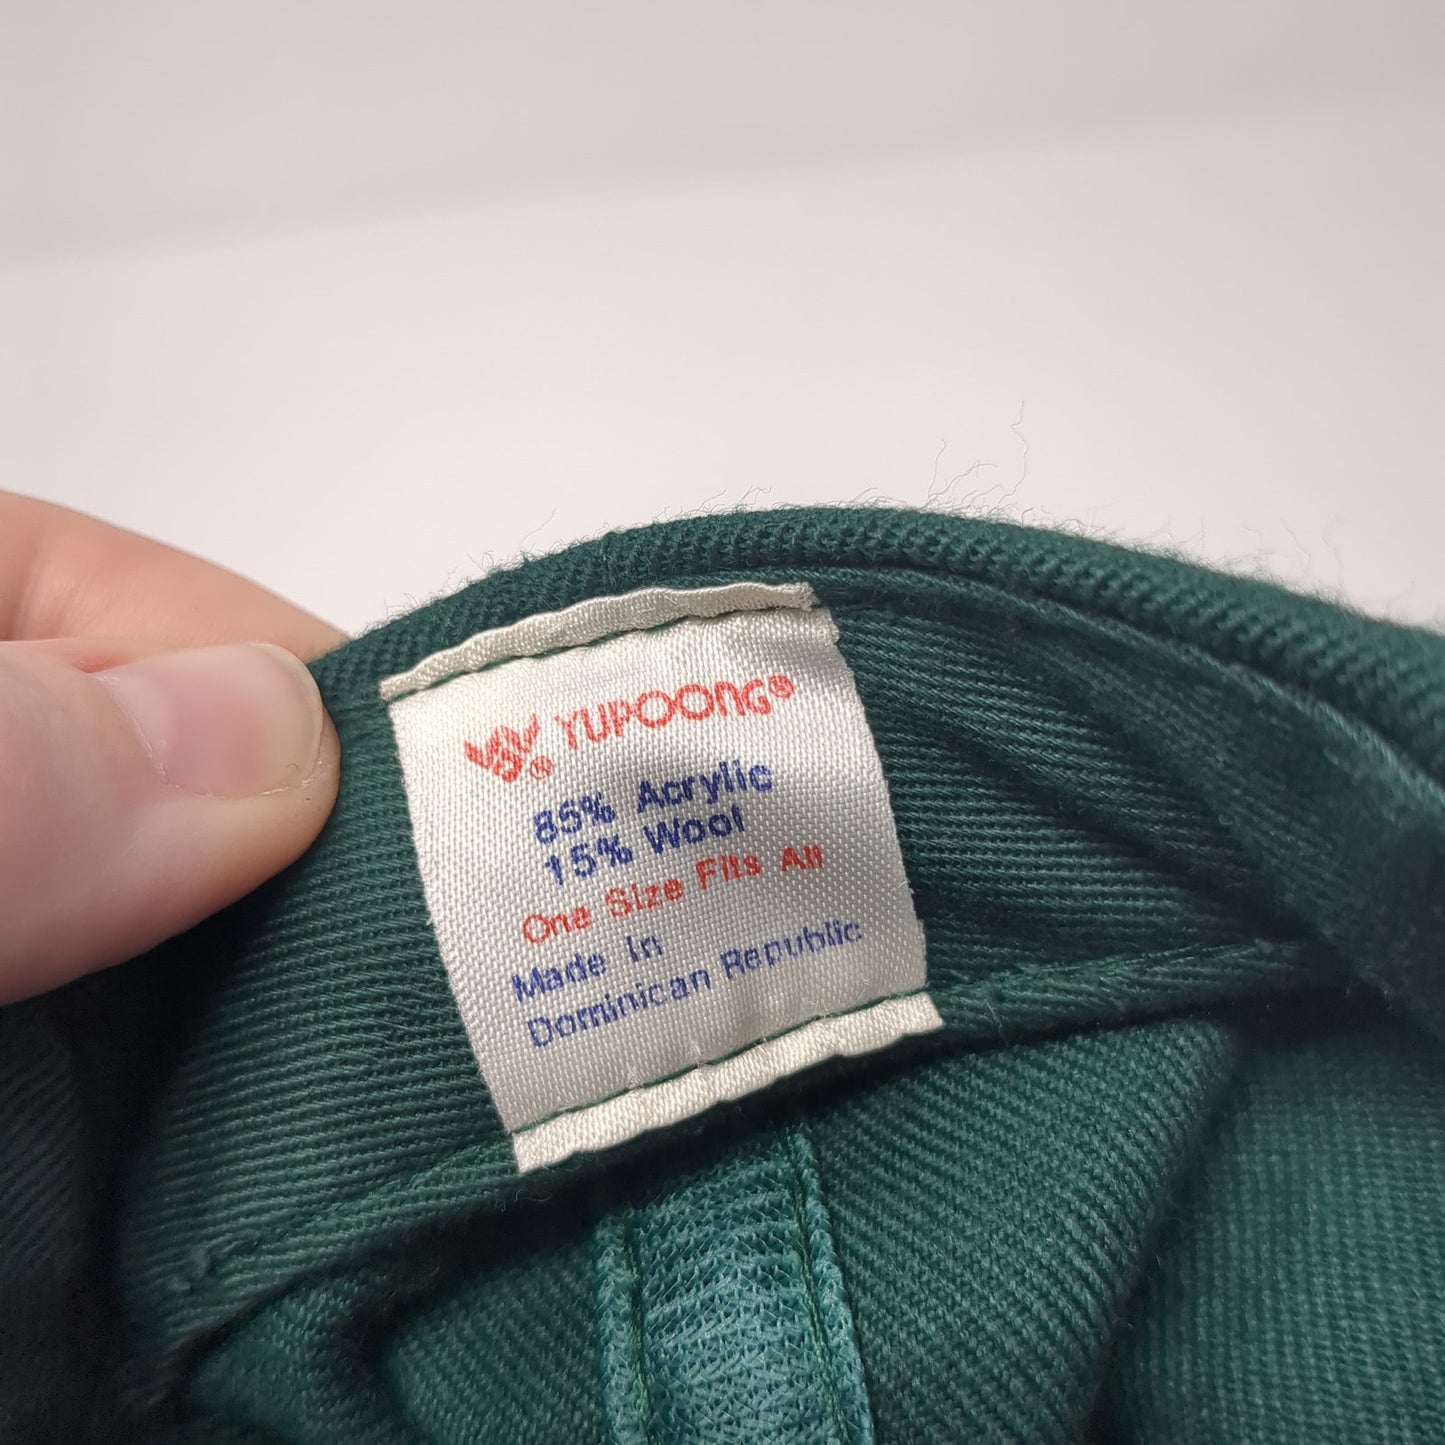 YUPOONG®
85% Acrylic
15% Wool
One Size Fits All
Made In
Dominican Republic